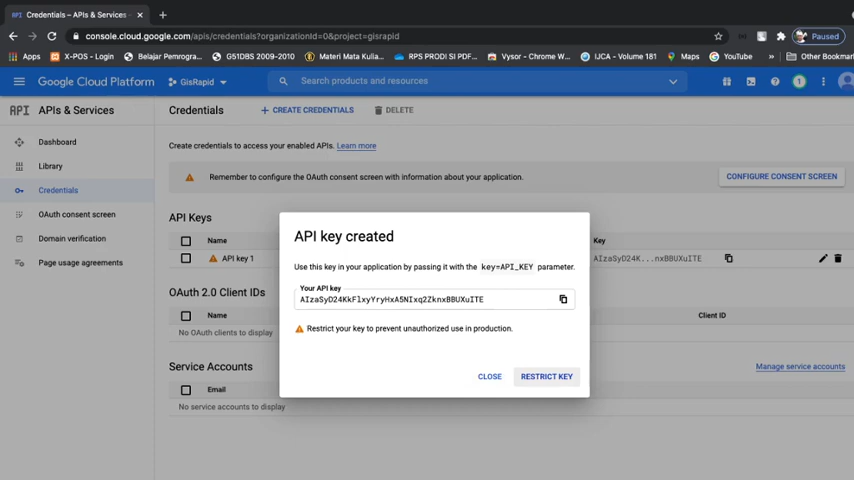 Credentials – APIs & Services -
console.cloud.google.com/apis/credentials?organizationId=0&project=gisrapid
Paused
Apps
X-POS - Login
Belajar Pemrogra...
G51DBS 2009-2010...
Materi Mata Kulia...
RPS PRODI SI PDF...
Vysor - Chrome W...
IJCA - Volume 181
Maps
YouTube
»
Other Bookmar
Google Cloud Platform
GisRapid
Search products and resources
1
API APIs & Services
Credentials
+ CREATE CREDENTIALS
DELETE
Dashboard
Library
Credentials
OAuth consent screen
Domain verification
Page usage agreements
Create credentials to access your enabled APIs. Learn more
Remember to configure the OAuth consent screen with information about your application.
CONFIGURE CONSENT SCREEN
API Keys
Name
Key
API key 1
AIzaSyD24K...nxBBUXuITE
OAuth 2.0 Client IDs
Name
Client ID
No OAuth clients to display
Service Accounts
Manage service accounts
Email
No service accounts to display
API key created
Use this key in your application by passing it with the key=API_KEY parameter.
Your API key
AIzaSyD24KkFlxyYryHxA5NIxq2ZknxBBUXuITE
Restrict your key to prevent unauthorized use in production.
CLOSE
RESTRICT KEY